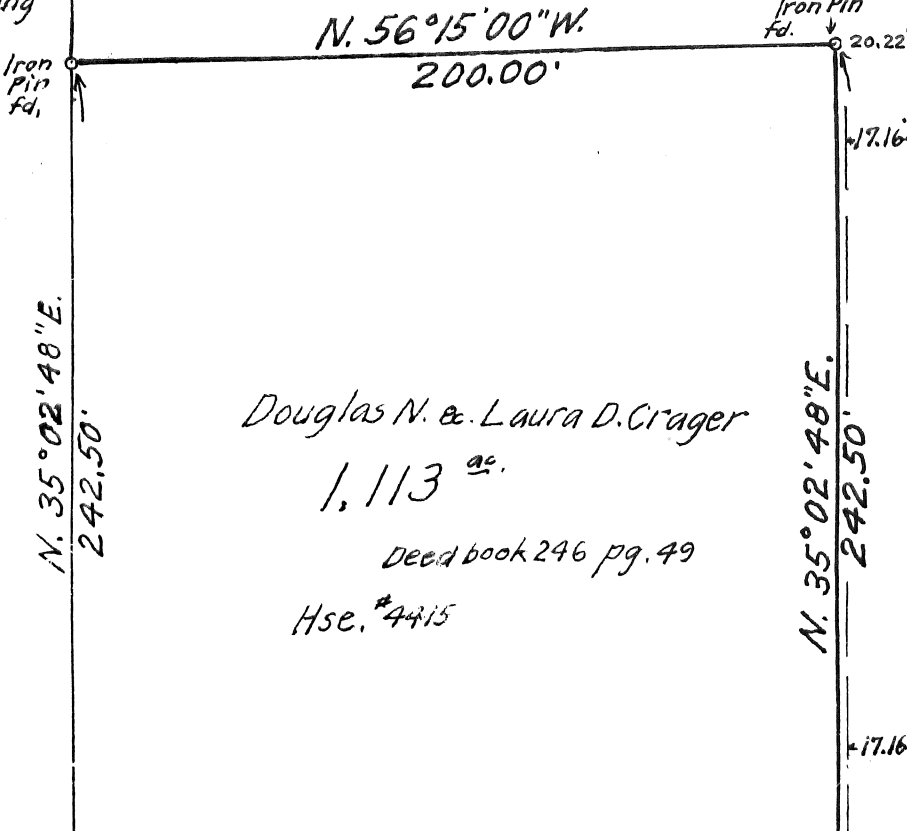 N. 56°15'00"W.
200.00'
Iron Pin
fd.
20.22'
Iron
Pin
fd.
17.16'
N. 35°02'48"E.
242.50'
Douglas N. &. Laura D. Crager
1.113 ac.
Deed book 246 pg. 49
Hse. #4415
N. 35°02'48"E.
242.50'
17.16